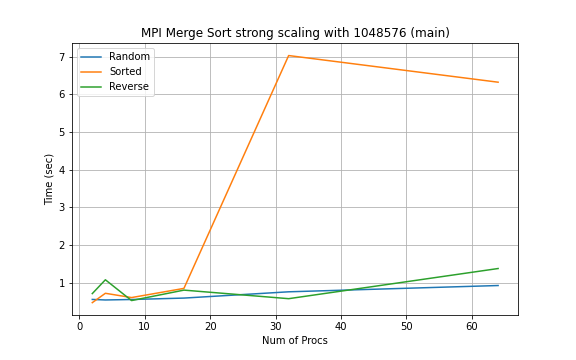 MPI Merge Sort strong scaling with 1048576 (main)
Random
Sorted
Reverse
7
6
5
4
3
2
1
Time (sec)
0 10 20 30 40 50 60
Num of Procs